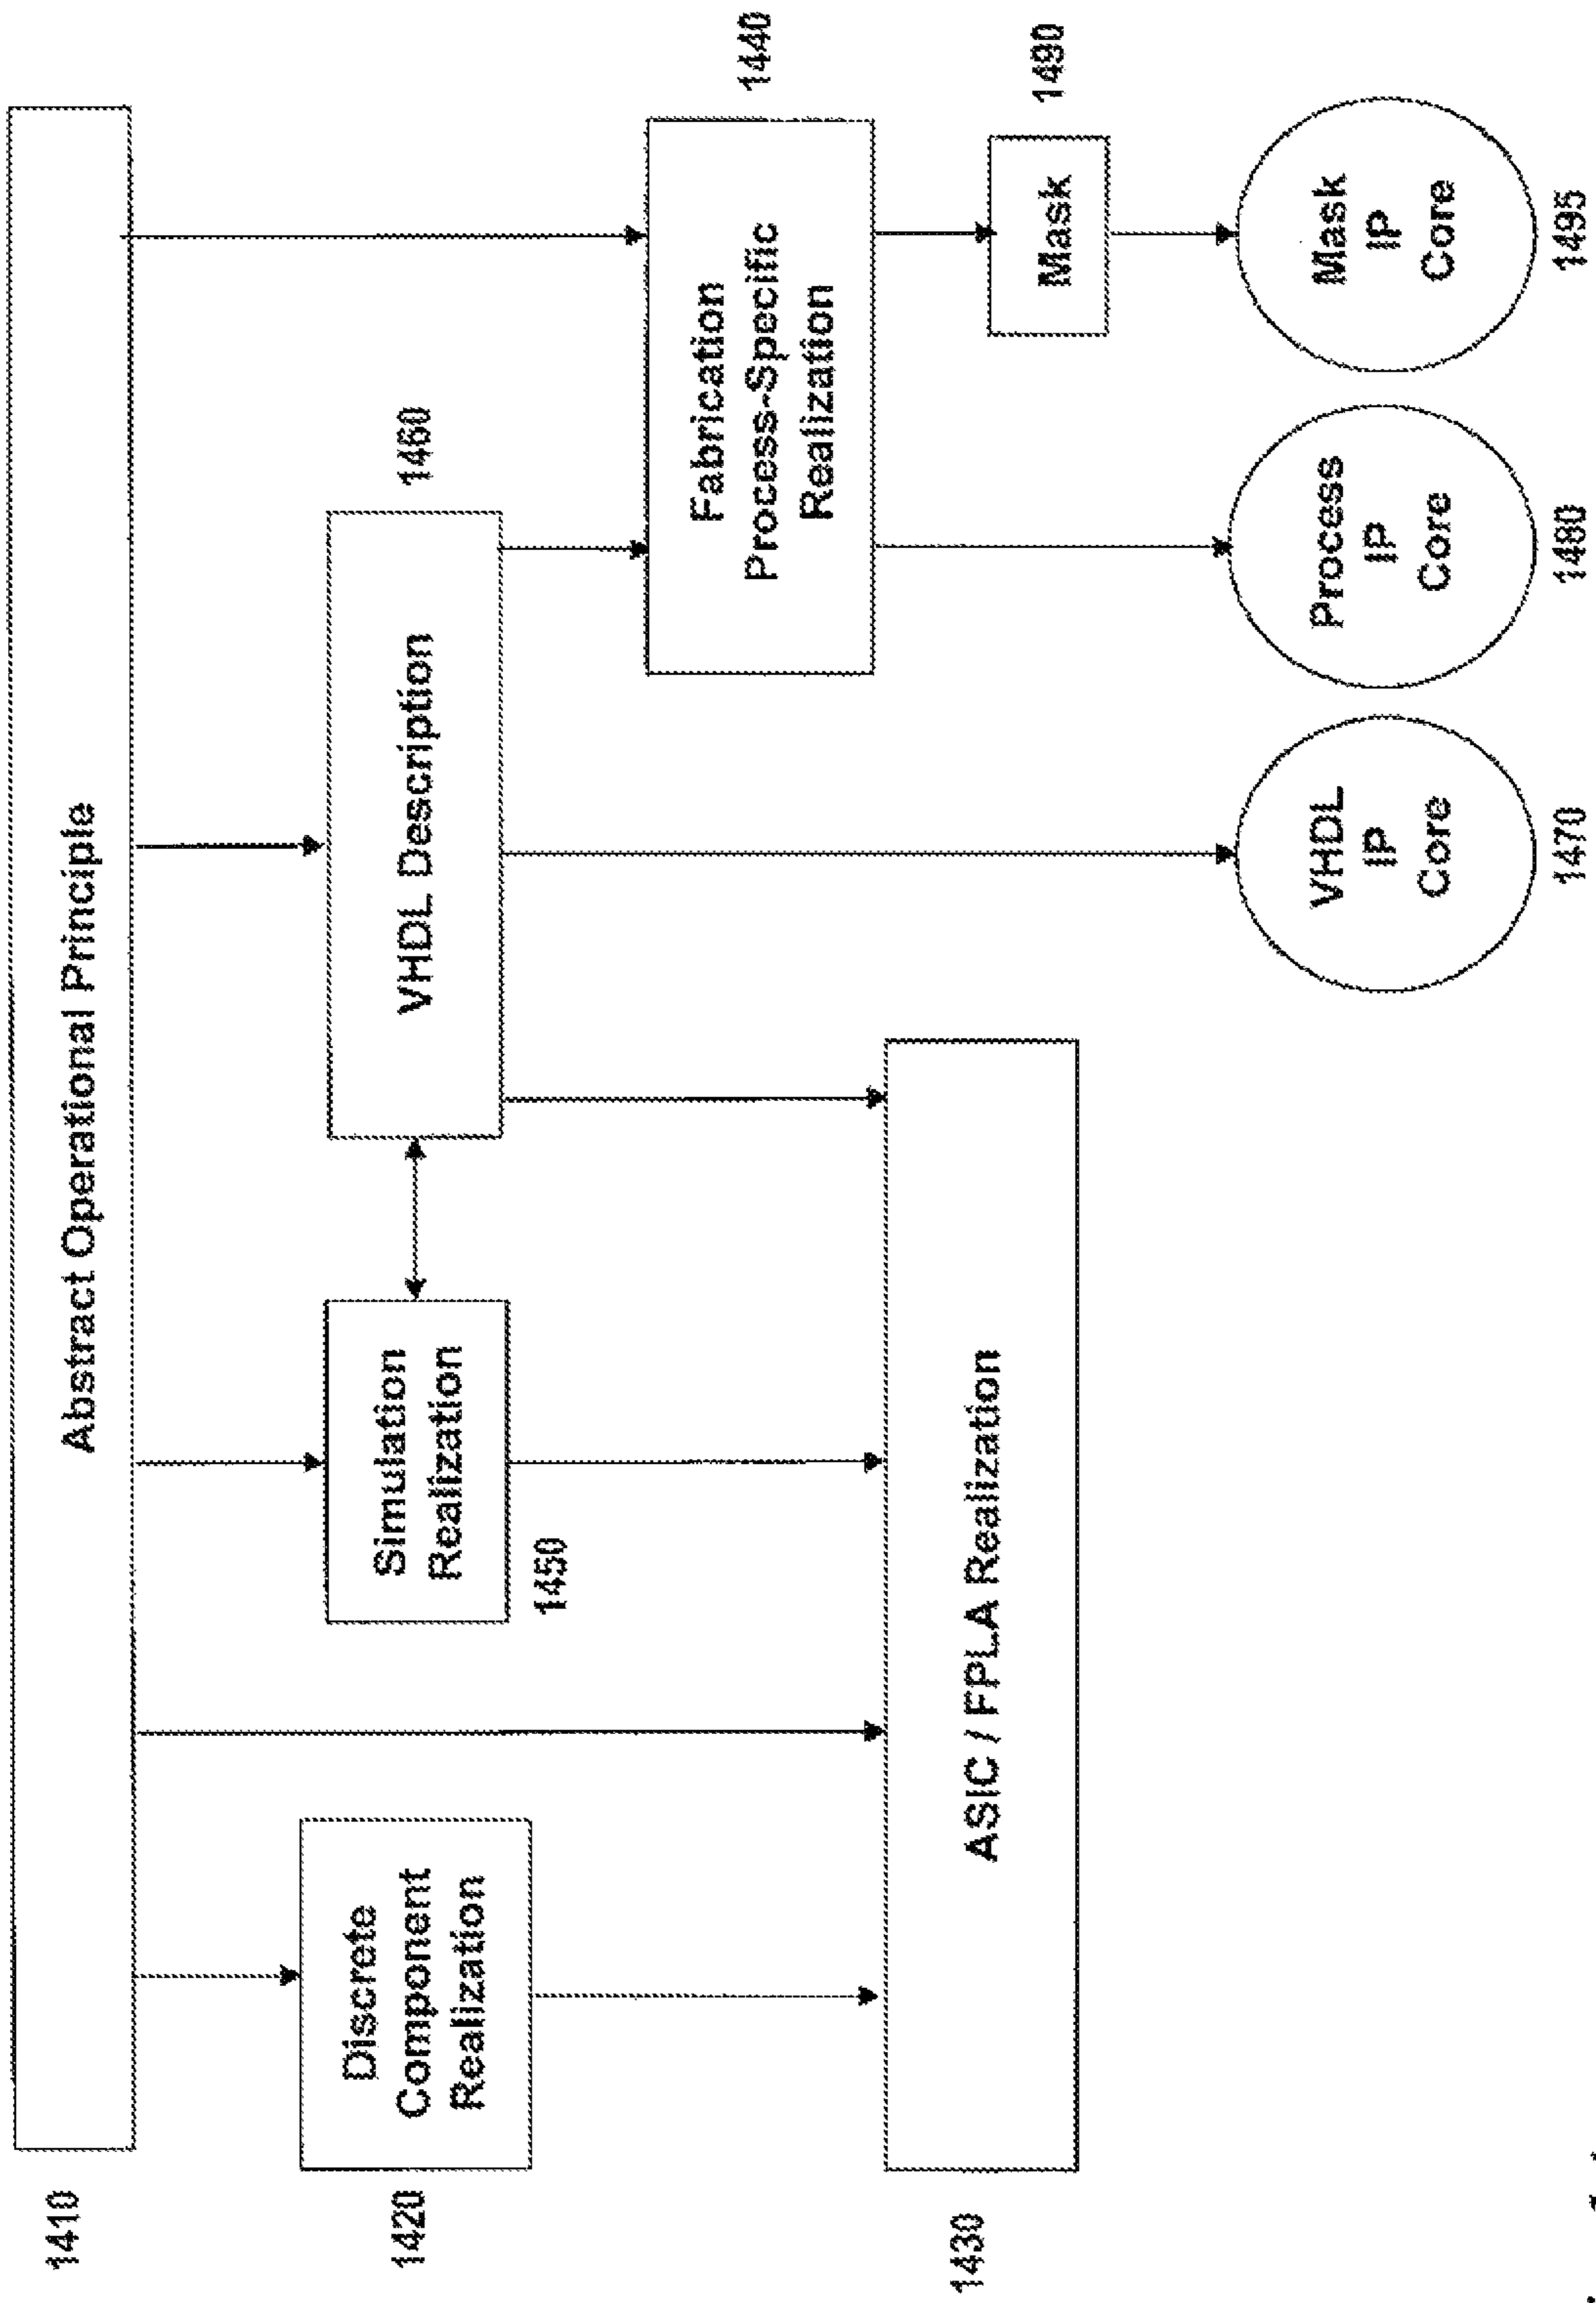 1410
Abstract Operational Principle
1420
Discrete
Component
Realization
Simulation
Realization
1450
VHDL Description
1460
1440
Fabrication
Process-Specific
Realization
1430
ASIC / FPLA Realization
Mask
1490
VHDL
IP
Core
1470
Process
IP
Core
1480
Mask
IP
Core
1495